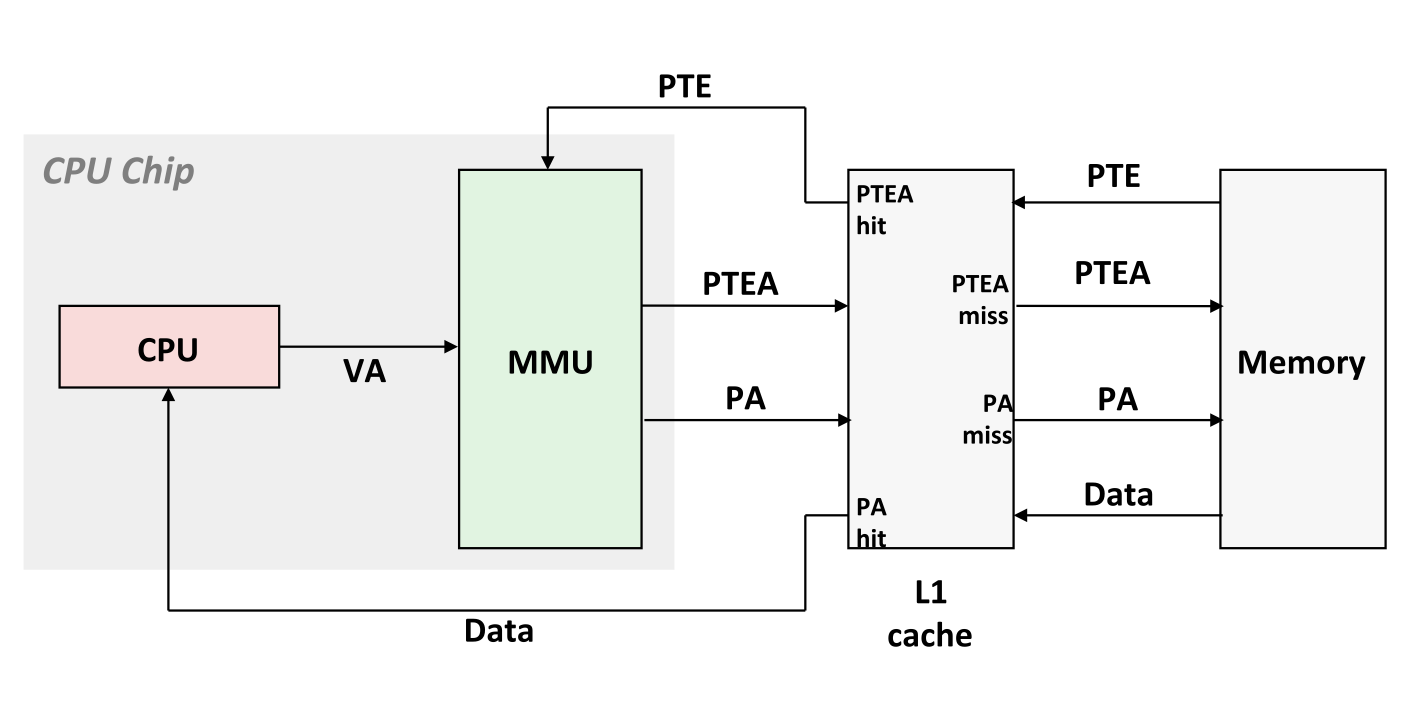 PTE
CPU Chip
PTEA
hit
PTE
PTEA
PTEA
miss
PTEA
CPU
VA
MMU
Memory
PA
PA
miss
PA
PA
hit
Data
L1
cache
Data